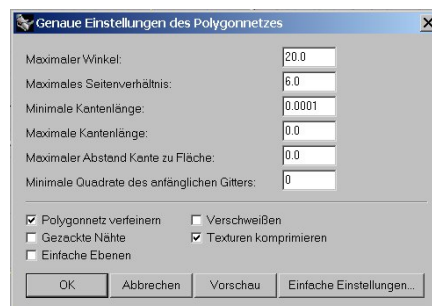 Genaue Einstellungen des Polygonnetzes
Maximaler Winkel: 20.0
Maximales Seitenverhältnis: 6.0
Minimale Kantenlänge: 0.0001
Maximale Kantenlänge: 0.0
Maximaler Abstand Kante zu Fläche: 0.0
Minimale Quadrate des anfänglichen Gitters: 0
Polygonnetz verfeinern Verschweißen
Gezackte Nähte Texturen komprimieren
Einfache Ebenen
OK Abbrechen Vorschau Einfache Einstellungen...